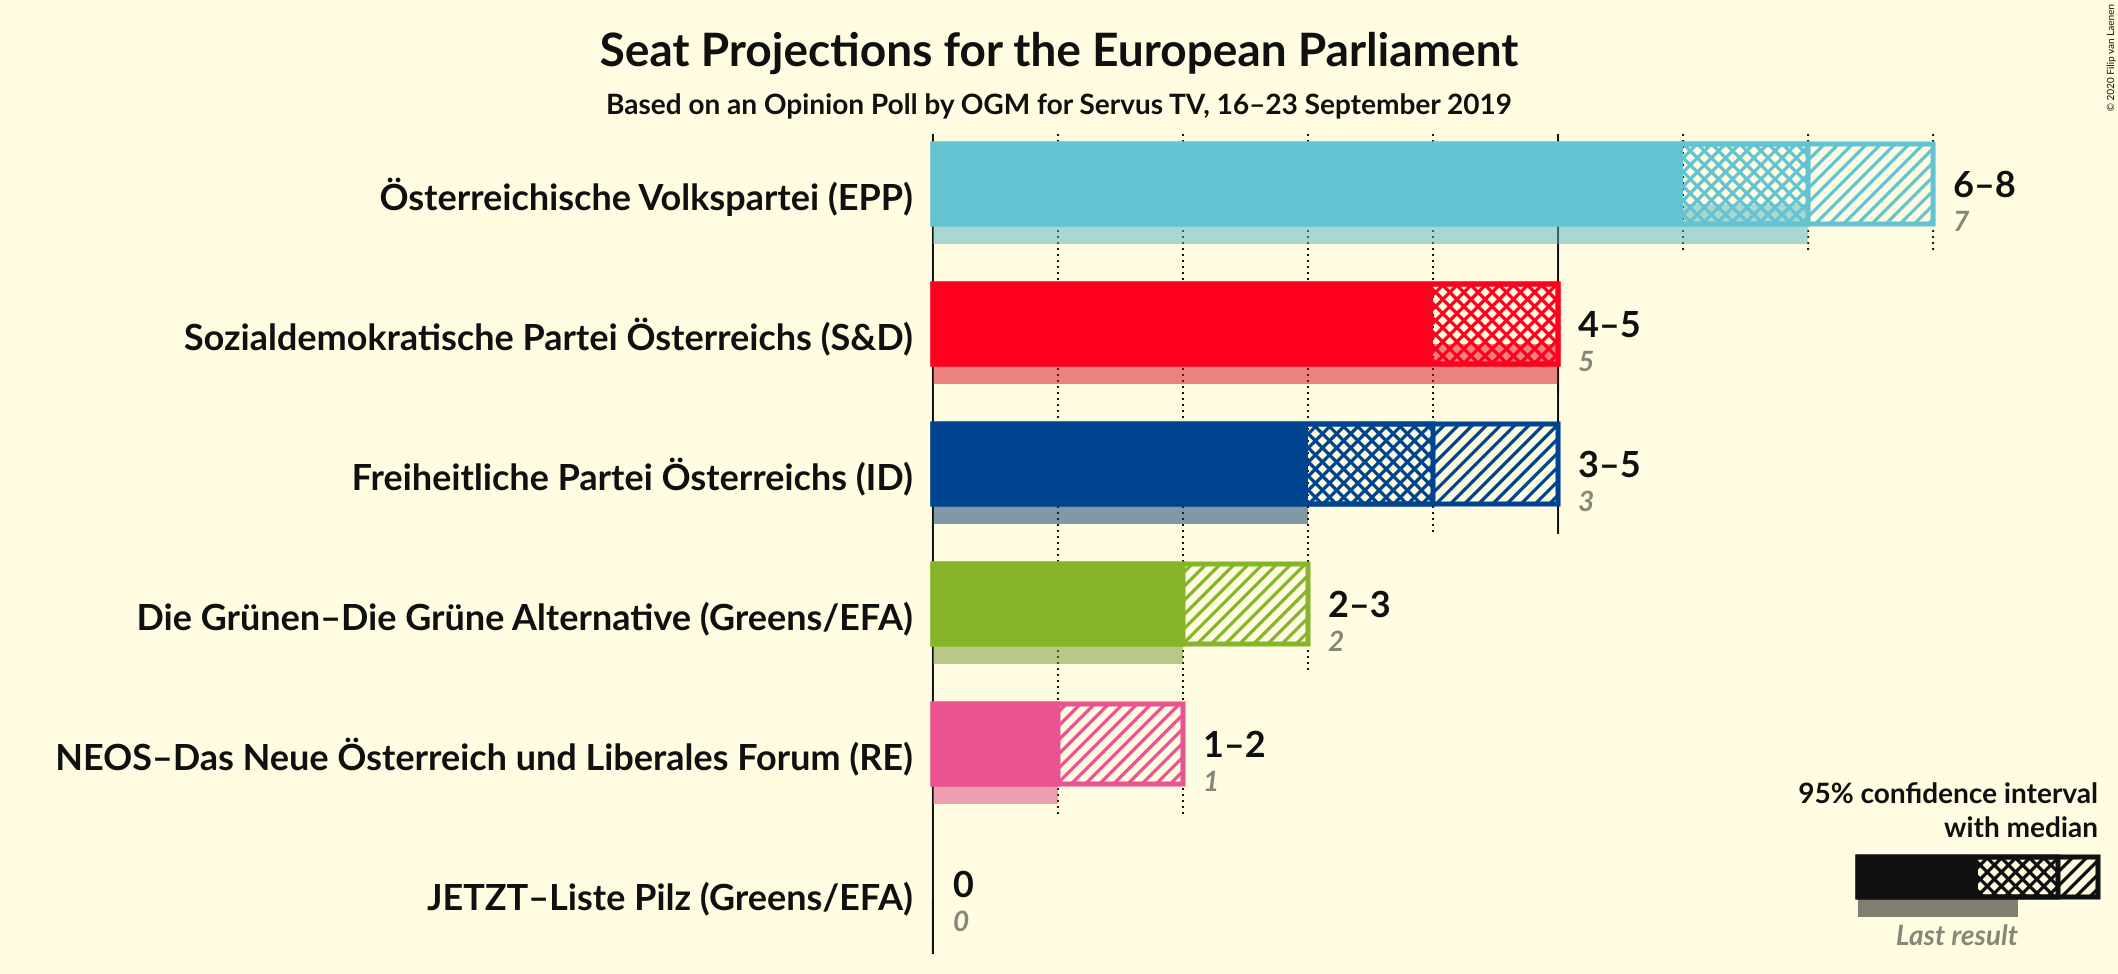 Seat Projections for the European Parliament
Based on an Opinion Poll by OGM for Servus TV, 16–23 September 2019
Österreichische Volkspartei (EPP)
6–8
7
Sozialdemokratische Partei Österreichs (S&D)
4–5
5
Freiheitliche Partei Österreichs (ID)
3–5
3
Die Grünen–Die Grüne Alternative (Greens/EFA)
2–3
2
NEOS–Das Neue Österreich und Liberales Forum (RE)
1–2
1
JETZT–Liste Pilz (Greens/EFA)
0
0
95% confidence interval
with median
Last result
© 2020 Filip van Laenen